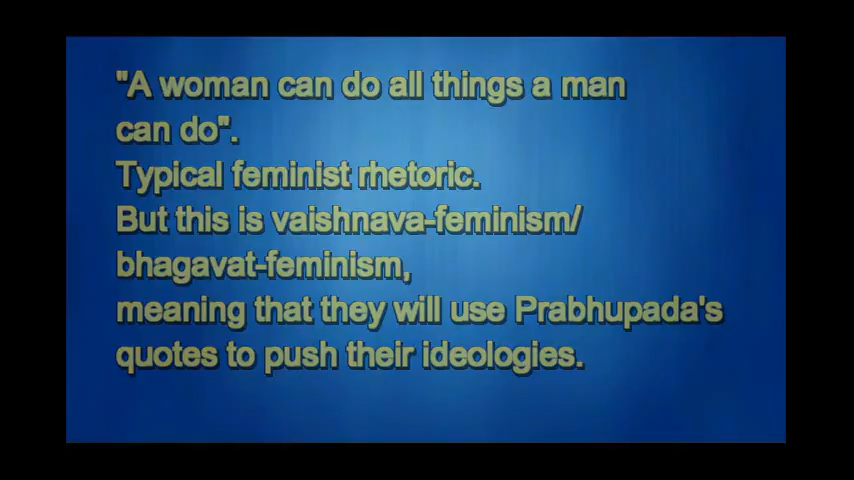 "A woman can do all things a man
can do".
Typical feminist rhetoric.
But this is vaishnava-feminism/
bhagavat-feminism,
meaning that they will use Prabhupada's
quotes to push their ideologies.